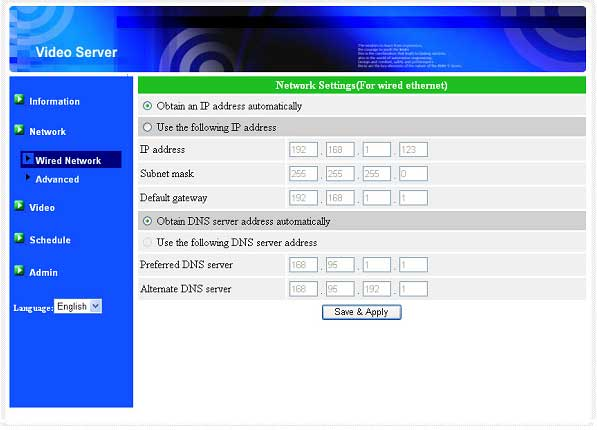 Video Server
Information
Network
Wired Network
Advanced
Video
Schedule
Admin
Language: English
Network Settings(For wired ethernet)
Obtain an IP address automatically
Use the following IP address
IP address 192 . 168 . 1 . 123
Subnet mask 255 . 255 . 255 . 0
Default gateway 192 . 168 . 1 . 1
Obtain DNS server address automatically
Use the following DNS server address
Preferred DNS server 168 . 95 . 1 . 1
Alternate DNS server 168 . 95 . 192 . 1
Save & Apply